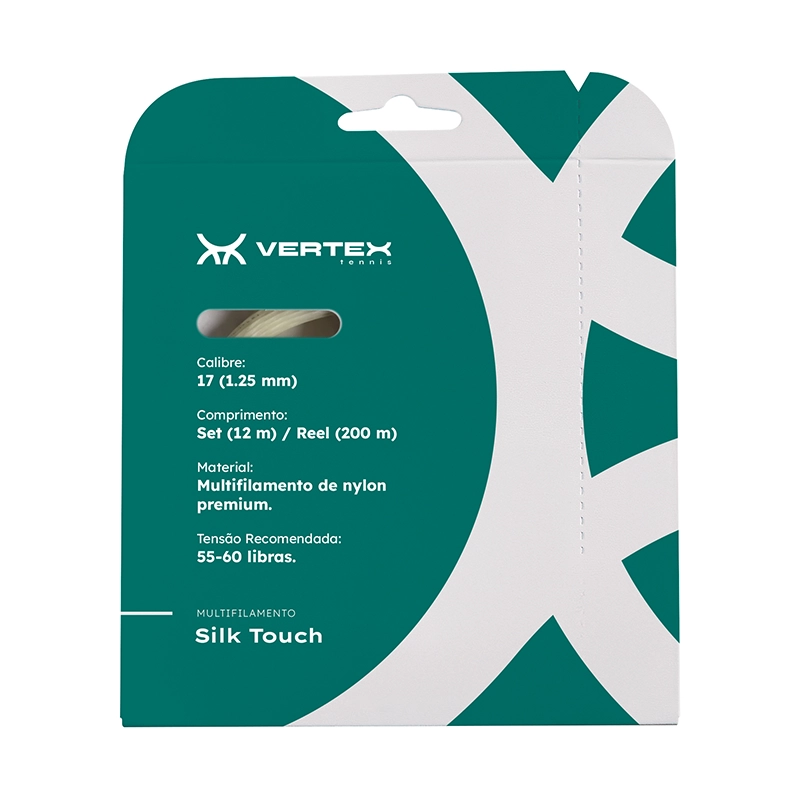 VERTEX
tennis
Calibre:
17 (1.25 mm)
Comprimento:
Set (12 m) / Reel (200 m)
Material:
Multifilamento de nylon
premium.
Tensão Recomendada:
55-60 libras.
MULTIFILAMENTO
Silk Touch